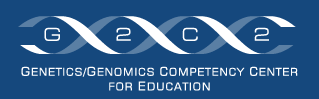 G 2 C 2
GENETICS/GENOMICS COMPETENCY CENTER
FOR EDUCATION